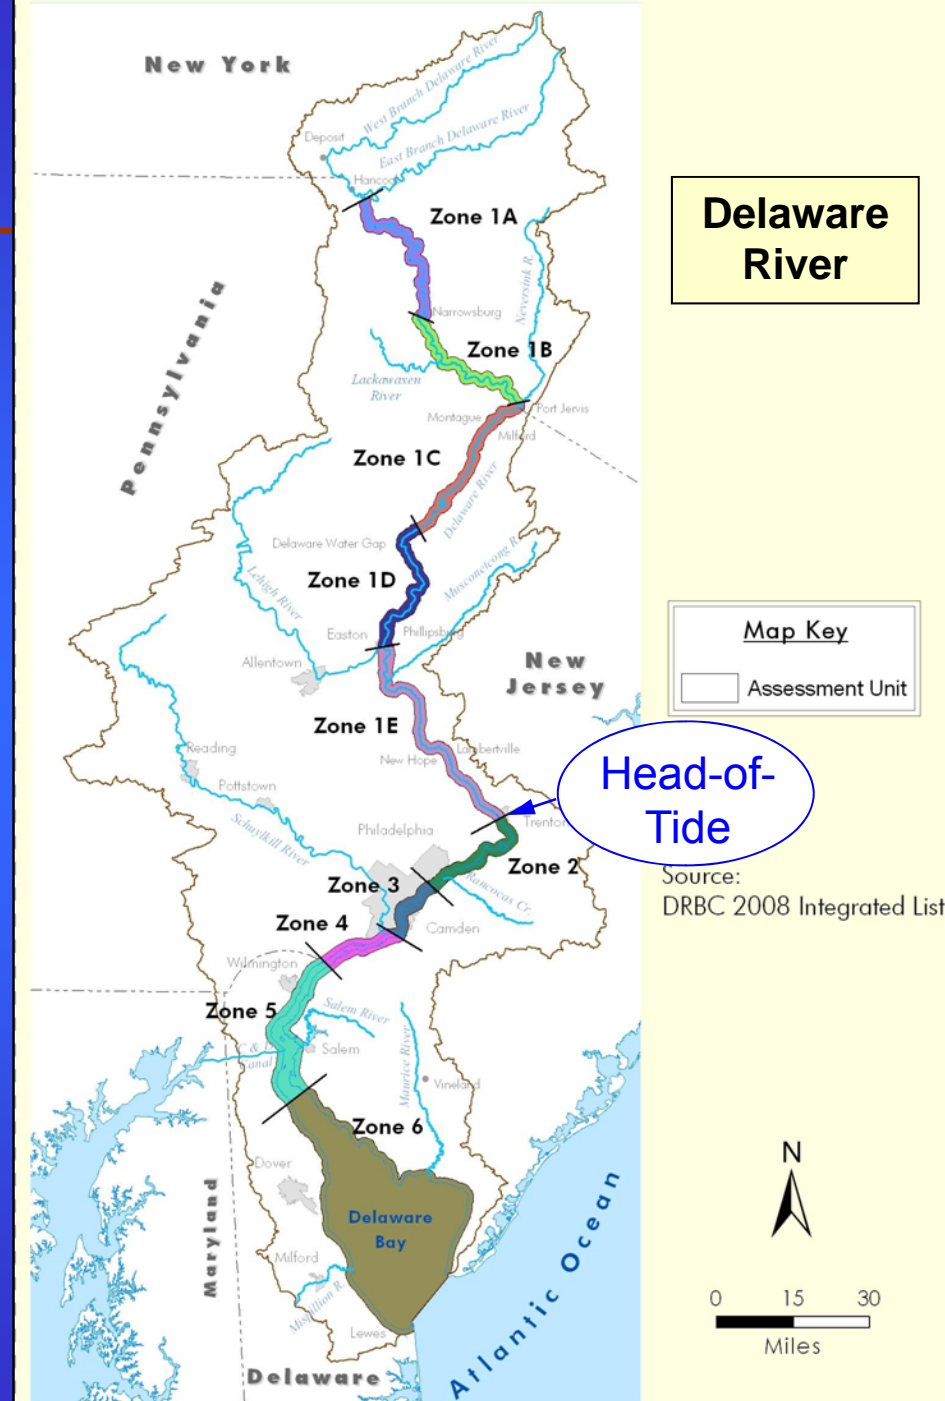 New York
West Branch Delaware River
Deposit
East Branch Delaware River
Hancock
Zone 1A
Delaware
River
Neversink R.
Pennsylvania
Narrowsburg
Zone 1B
Lackawaxen
River
Port Jervis
Montague
Milford
Zone 1C
Delaware River
Delaware Water Gap
Musconetcong R.
Lehigh River
Zone 1D
Easton
Phillipsburg
Map Key
Assessment Unit
Allentown
New
Jersey
Zone 1E
Reading
Lambertville
New Hope
Head-of-
Tide
Pottstown
Schuylkill River
Philadelphia
Trenton
Zone 2
Zone 3
Rancocas Cr.
Source:
DRBC 2008 Integrated List
Zone 4
Camden
Wilmington
Zone 5
Salem River
C & D
Canal
Salem
Maurice River
Vineland
Zone 6
Dover
Maryland
Delaware
Bay
N
Atlantic Ocean
Milford
Mispillion R.
Lewes
0 15 30
Miles
Delaware